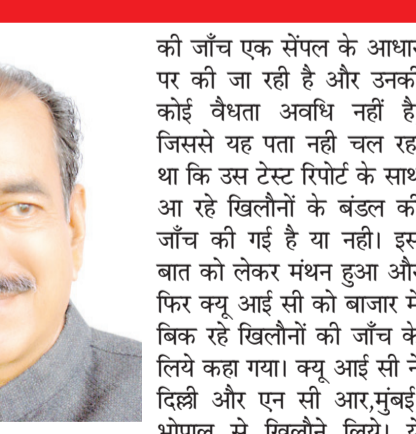 की जाँच एक सेंपल के आधार
पर की जा रही है और उनकी
कोई वैधता अवधि नहीं है
जिससे यह पता नही चल रह
था कि उस टेस्ट रिपोर्ट के साथ
आ रहे खिलौनों के बंडल की
जाँच की गई है या नही। इस
बात को लेकर मंथन हुआ और
फिर क्यू आई सी को बाजार मे
बिक रहे खिलौनों की जाँच के
लिये कहा गया। क्यू आई सी ने
दिल्ली और एन सी आर,मुंबई
भोपाल से खिलौने लिये।